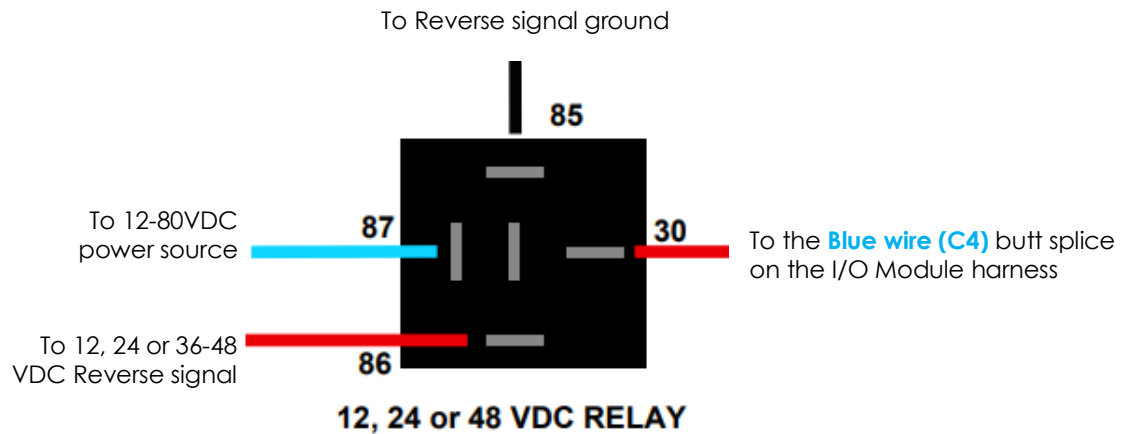 To Reverse signal ground
85
To 12-80VDC
power source
87
30
To the Blue wire (C4) butt splice
on the I/O Module harness
To 12, 24 or 36-48
VDC Reverse signal
86
12, 24 or 48 VDC RELAY